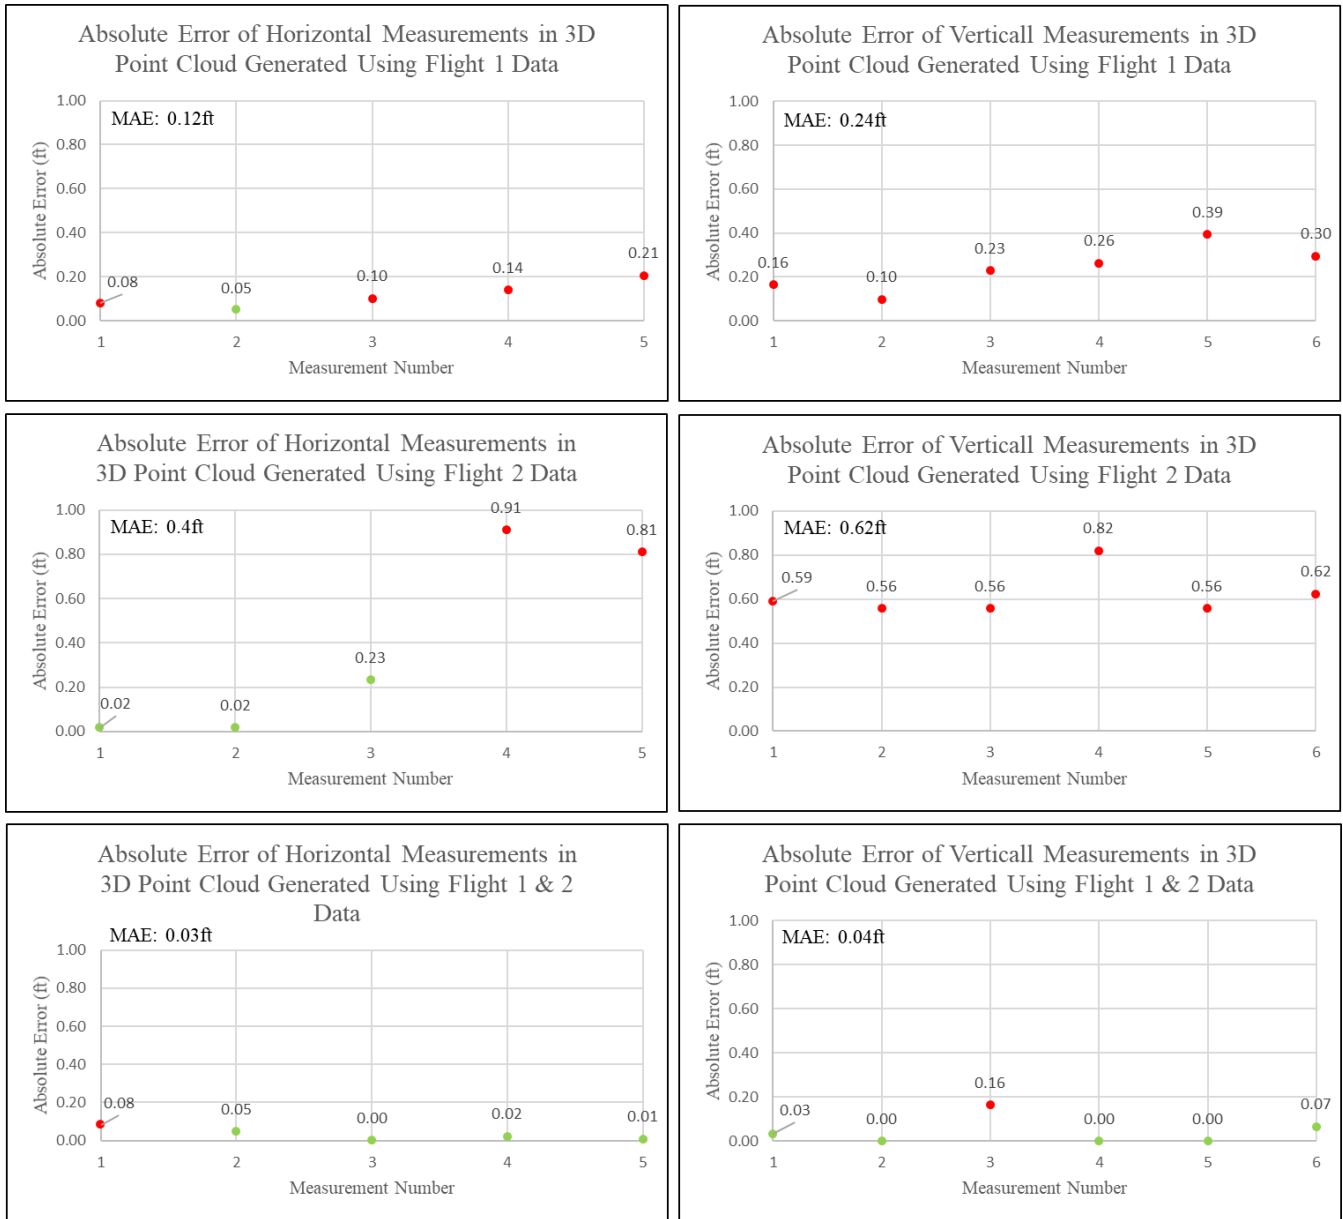 Absolute Error of Horizontal Measurements in 3D
Point Cloud Generated Using Flight 1 Data
MAE: 0.12ft
Absolute Error (ft)
1.00
0.80
0.60
0.40
0.20
0.00
0.08
0.05
0.10
0.14
0.21
1 2 3 4 5
Measurement Number
Absolute Error of Verticall Measurements in 3D
Point Cloud Generated Using Flight 1 Data
MAE: 0.24ft
Absolute Error (ft)
1.00
0.80
0.60
0.40
0.20
0.00
0.16
0.10
0.23
0.26
0.39
0.30
1 2 3 4 5 6
Measurement Number
Absolute Error of Horizontal Measurements in
3D Point Cloud Generated Using Flight 2 Data
MAE: 0.4ft
Absolute Error (ft)
1.00
0.80
0.60
0.40
0.20
0.00
0.02
0.02
0.23
0.91
0.81
1 2 3 4 5
Measurement Number
Absolute Error of Verticall Measurements in 3D
Point Cloud Generated Using Flight 2 Data
MAE: 0.62ft
Absolute Error (ft)
1.00
0.80
0.60
0.40
0.20
0.00
0.59
0.56
0.56
0.82
0.56
0.62
1 2 3 4 5 6
Measurement Number
Absolute Error of Horizontal Measurements in
3D Point Cloud Generated Using Flight 1 & 2
Data
MAE: 0.03ft
Absolute Error (ft)
1.00
0.80
0.60
0.40
0.20
0.00
0.08
0.05
0.00
0.02
0.01
1 2 3 4 5
Measurement Number
Absolute Error of Verticall Measurements in 3D
Point Cloud Generated Using Flight 1 & 2 Data
MAE: 0.04ft
Absolute Error (ft)
1.00
0.80
0.60
0.40
0.20
0.00
0.03
0.00
0.16
0.00
0.00
0.07
1 2 3 4 5 6
Measurement Number